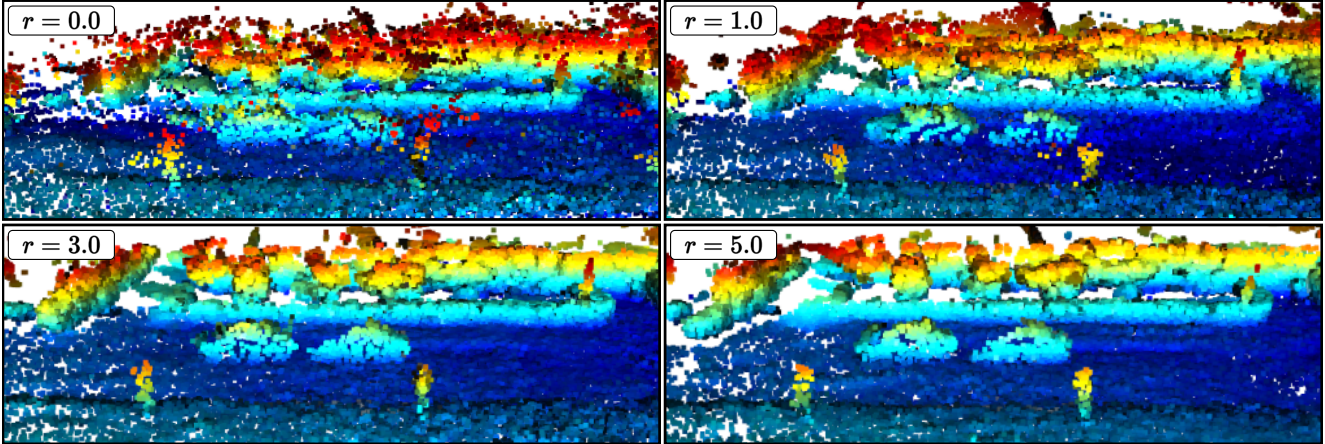 r = 0.0
r = 1.0
r = 3.0
r = 5.0